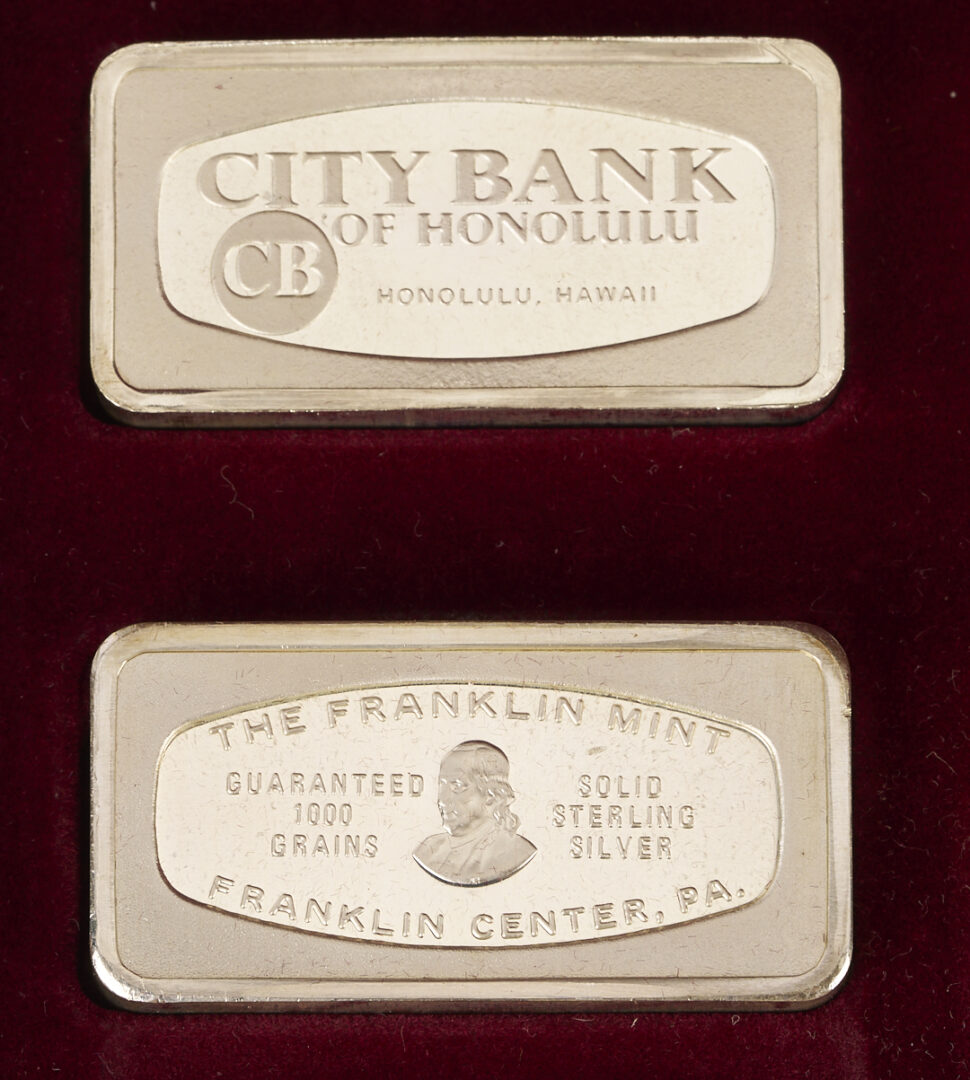 CITY BANK
OF HONOLULU
CB
HONOLULU, HAWAII
THE FRANKLIN MINT
GUARANTEED
1000
GRAINS
SOLID
STERLING
SILVER
FRANKLIN CENTER, PA.